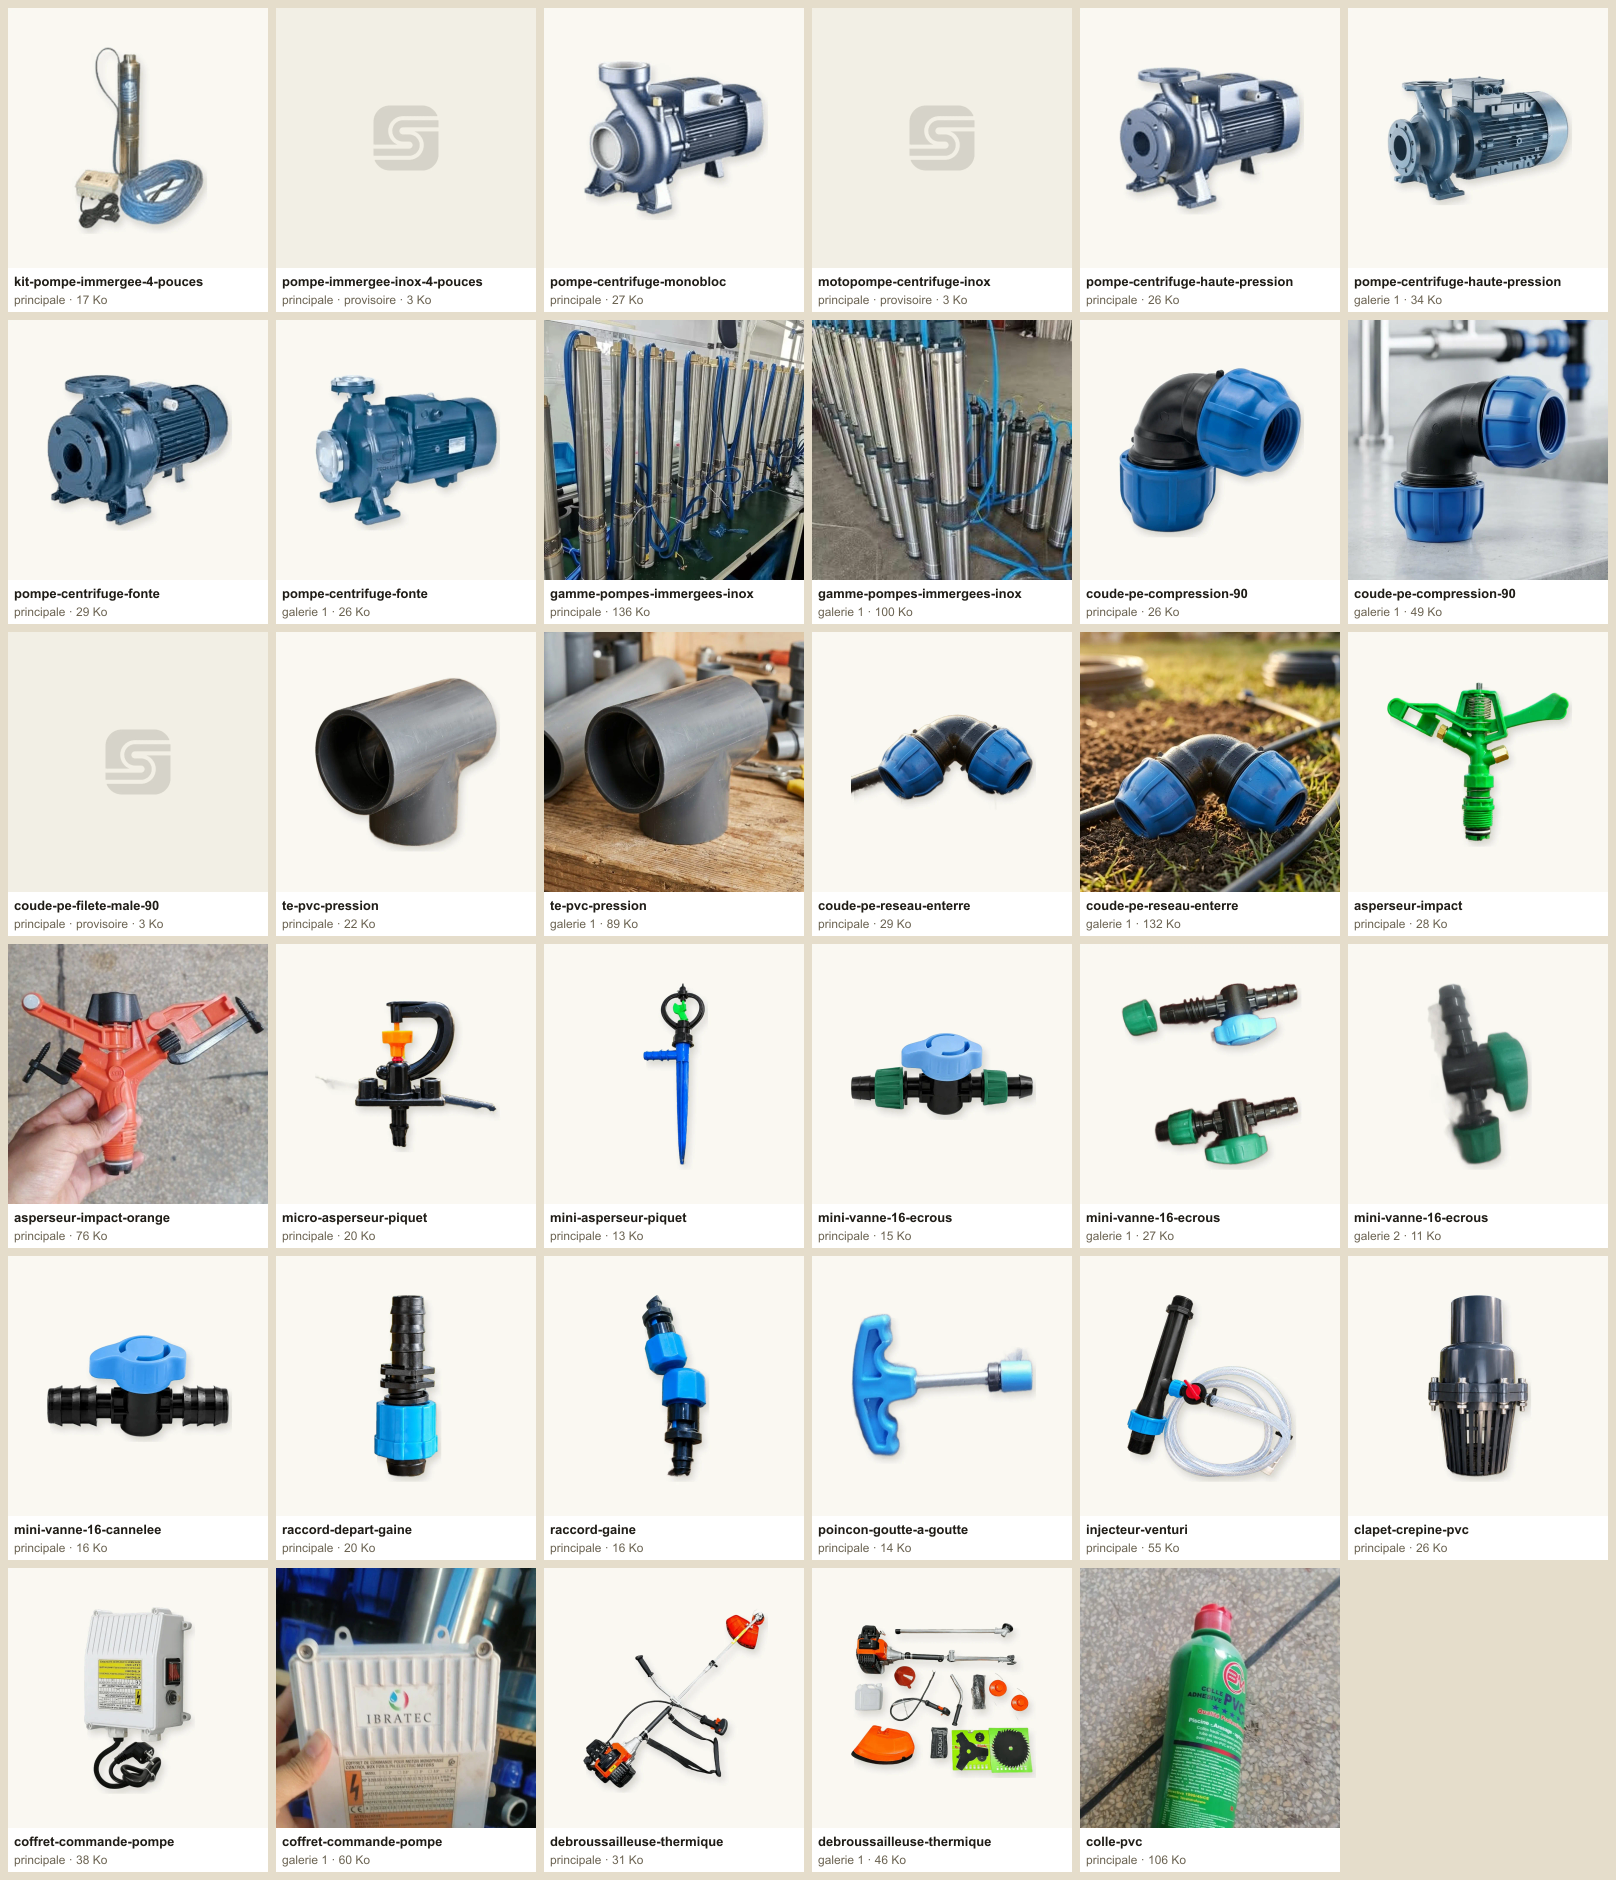 kit-pompe-immergee-4-pouces
principale · 17 Ko
pompe-immergee-inox-4-pouces
principale · provisoire · 3 Ko
pompe-centrifuge-monobloc
principale · 27 Ko
motopompe-centrifuge-inox
principale · provisoire · 3 Ko
pompe-centrifuge-haute-pression
principale · 26 Ko
pompe-centrifuge-haute-pression
galerie 1 · 34 Ko
pompe-centrifuge-fonte
principale · 29 Ko
pompe-centrifuge-fonte
galerie 1 · 26 Ko
gamme-pompes-immergees-inox
principale · 136 Ko
gamme-pompes-immergees-inox
galerie 1 · 100 Ko
coude-pe-compression-90
principale · 26 Ko
coude-pe-compression-90
galerie 1 · 49 Ko
coude-pe-filete-male-90
principale · provisoire · 3 Ko
te-pvc-pression
principale · 22 Ko
te-pvc-pression
galerie 1 · 89 Ko
coude-pe-reseau-enterre
principale · 29 Ko
coude-pe-reseau-enterre
galerie 1 · 132 Ko
asperseur-impact
principale · 28 Ko
asperseur-impact-orange
principale · 76 Ko
micro-asperseur-piquet
principale · 20 Ko
mini-asperseur-piquet
principale · 13 Ko
mini-vanne-16-ecrous
principale · 15 Ko
mini-vanne-16-ecrous
galerie 1 · 27 Ko
mini-vanne-16-ecrous
galerie 2 · 11 Ko
mini-vanne-16-cannelee
principale · 16 Ko
raccord-depart-gaine
principale · 20 Ko
raccord-gaine
principale · 16 Ko
poincon-goutte-a-goutte
principale · 14 Ko
injecteur-venturi
principale · 55 Ko
clapet-crepine-pvc
principale · 26 Ko
IBRATEC
COLLE
ADHESIVE PVC
coffret-commande-pompe
principale · 38 Ko
coffret-commande-pompe
galerie 1 · 60 Ko
debroussailleuse-thermique
principale · 31 Ko
debroussailleuse-thermique
galerie 1 · 46 Ko
colle-pvc
principale · 106 Ko